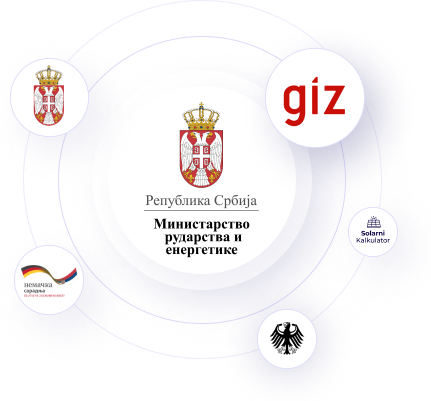 giz
Република Србија
Министарство
рударства и
енергетике
Solarni
Kalkulator
немачка
сарадња